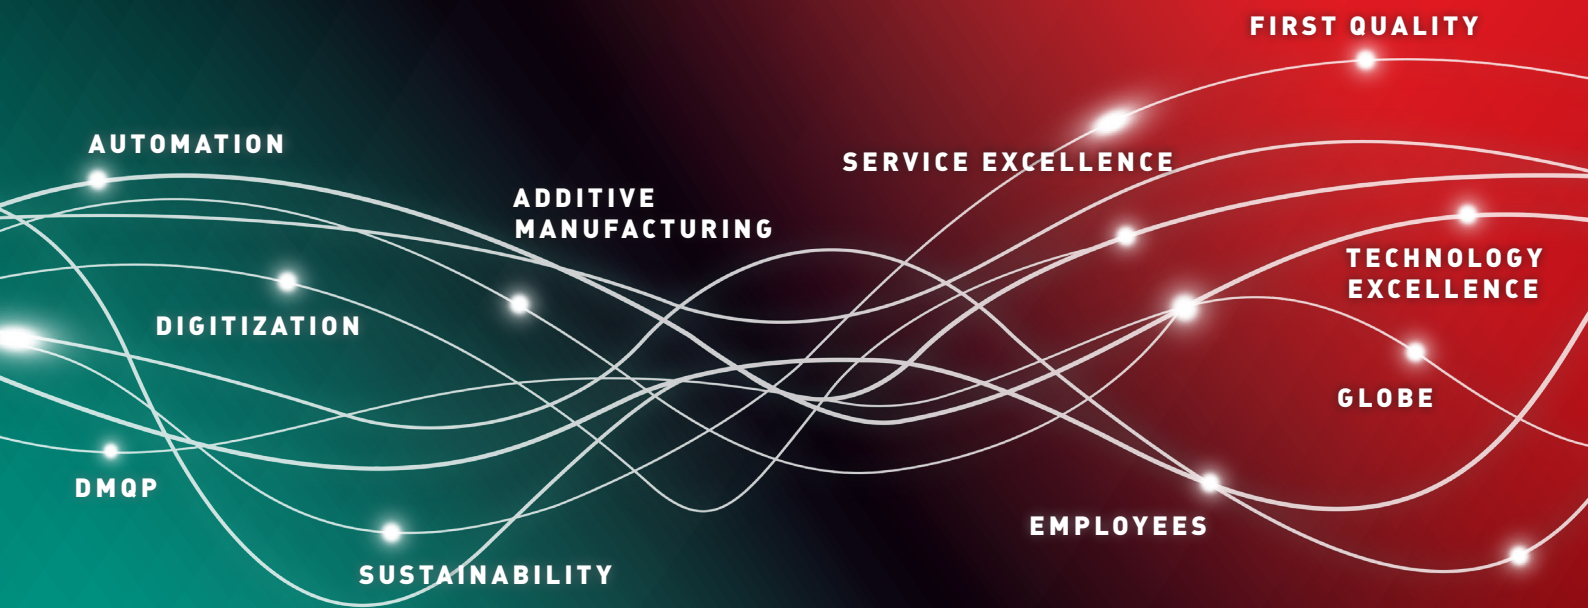 FIRST QUALITY
AUTOMATION
SERVICE EXCELLENCE
ADDITIVE
MANUFACTURING
TECHNOLOGY
EXCELLENCE
DIGITIZATION
GLOBE
DMQP
EMPLOYEES
SUSTAINABILITY